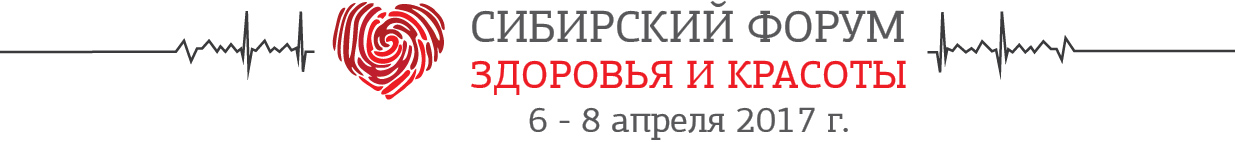 СИБИРСКИЙ ФОРУМ
ЗДОРОВЬЯ И КРАСОТЫ
6 - 8 апреля 2017 г.